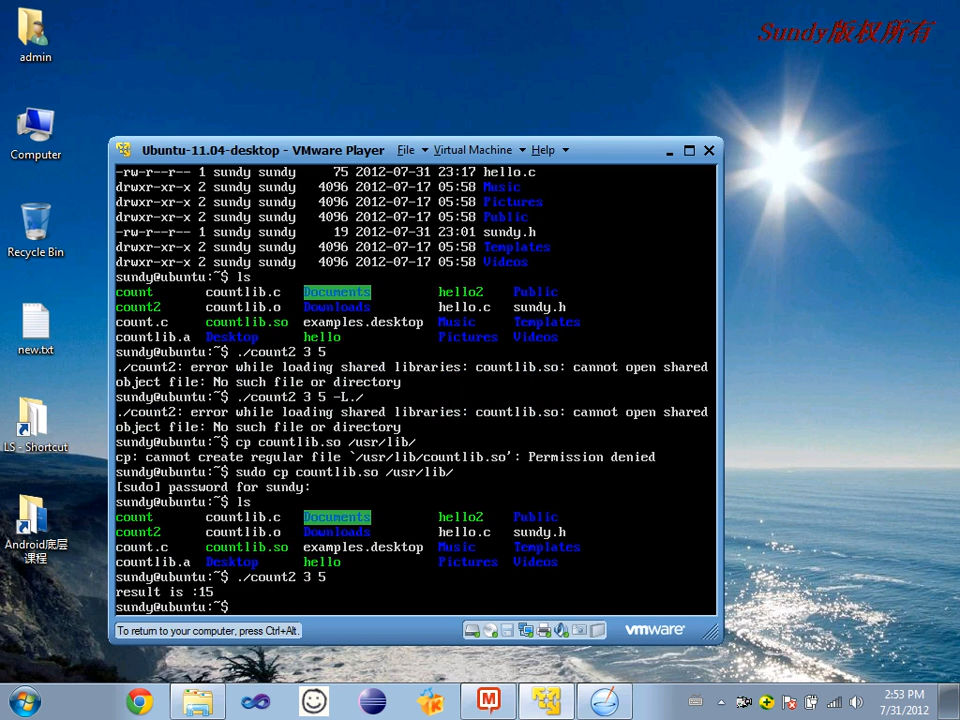 admin
Sundy版权所有
Computer
Recycle Bin
new.txt
LS - Shortcut
Android底层
课程
Ubuntu-11.04-desktop - VMware Player File Virtual Machine Help
-rw-r--r-- 1 sundy sundy 75 2012-07-31 23:17 hello.c
drwxr-xr-x 2 sundy sundy 4096 2012-07-17 05:58 Music
drwxr-xr-x 2 sundy sundy 4096 2012-07-17 05:58 Pictures
drwxr-xr-x 2 sundy sundy 4096 2012-07-17 05:58 Public
-rw-r--r-- 1 sundy sundy 19 2012-07-31 23:01 sundy.h
drwxr-xr-x 2 sundy sundy 4096 2012-07-17 05:58 Templates
drwxr-xr-x 2 sundy sundy 4096 2012-07-17 05:58 Videos
sundy@ubuntu:~$ ls
count countlib.c Documents hello2 Public
count2 countlib.o Downloads hello.c sundy.h
count.c countlib.so examples.desktop Music Templates
countlib.a Desktop hello Pictures Videos
sundy@ubuntu:~$ ./count2 3 5
./count2: error while loading shared libraries: countlib.so: cannot open shared
object file: No such file or directory
sundy@ubuntu:~$ ./count2 3 5 -L./
./count2: error while loading shared libraries: countlib.so: cannot open shared
object file: No such file or directory
sundy@ubuntu:~$ cp countlib.so /usr/lib/
cp: cannot create regular file `/usr/lib/countlib.so': Permission denied
sundy@ubuntu:~$ sudo cp countlib.so /usr/lib/
[sudo] password for sundy:
sundy@ubuntu:~$ ls
count countlib.c Documents hello2 Public
count2 countlib.o Downloads hello.c sundy.h
count.c countlib.so examples.desktop Music Templates
countlib.a Desktop hello Pictures Videos
sundy@ubuntu:~$ ./count2 3 5
result is :15
sundy@ubuntu:~$
To return to your computer, press Ctrl+Alt.
vmware
2:53 PM
7/31/2012